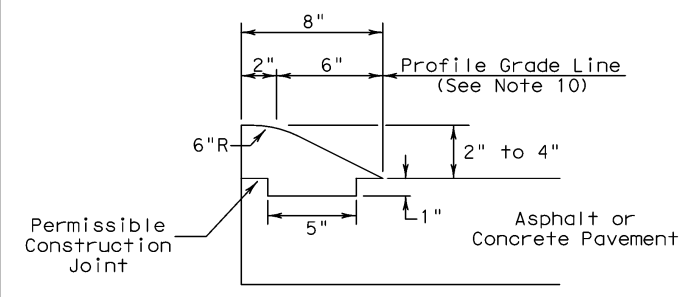 8"
2"
6"
Profile Grade Line
(See Note 10)
6"R
2" to 4"
1"
5"
Permissible
Construction
Joint
Asphalt or
Concrete Pavement